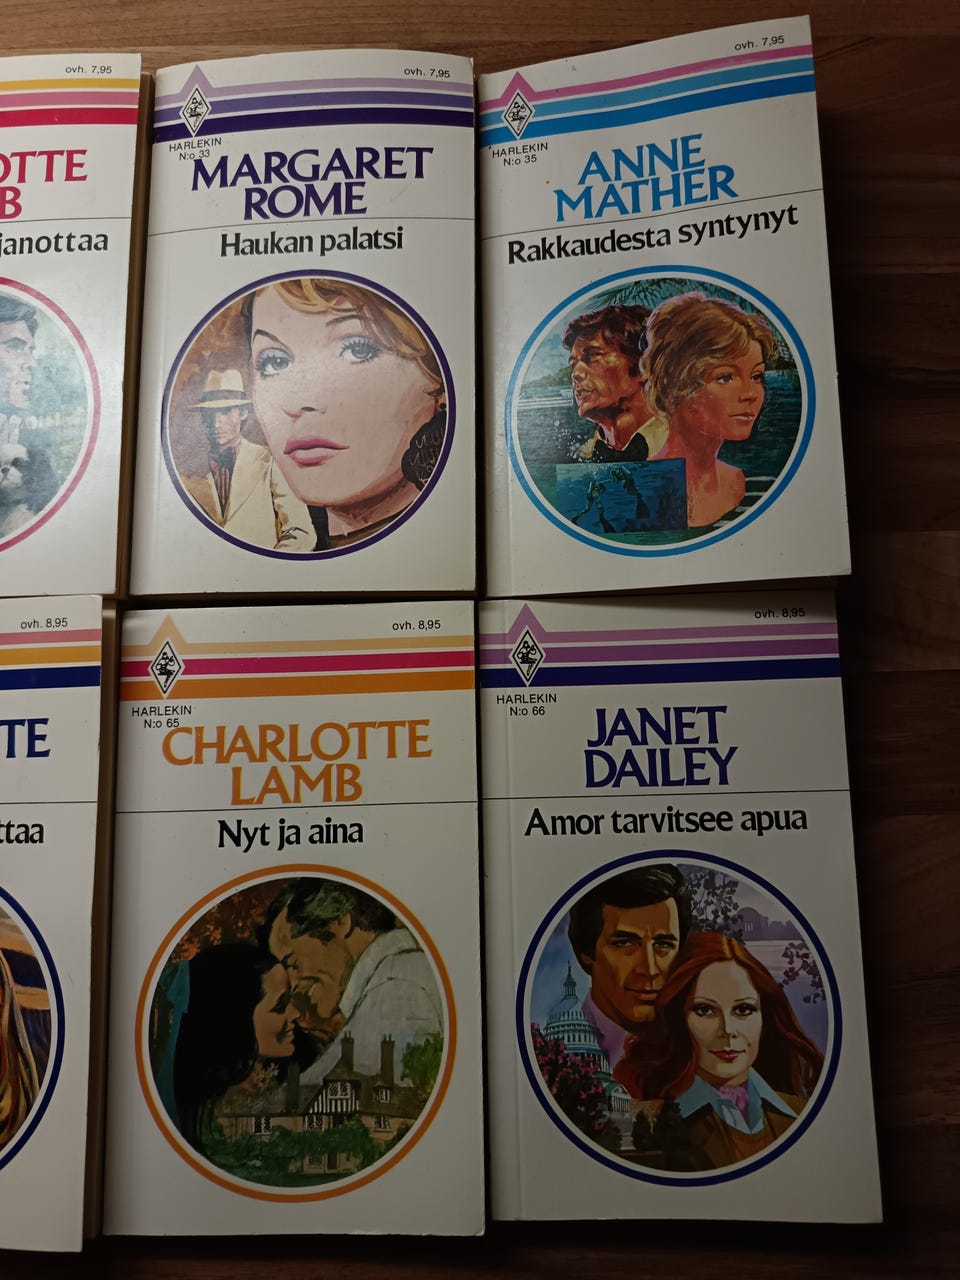 ovh. 7,95
OTTE
B
janottaa
ovh. 7,95
HARLEKIN
N:o 33
MARGARET
ROME
Haukan palatsi
ovh. 7,95
HARLEKIN
N:o 35
ANNE
MATHER
Rakkaudesta syntynyt
ovh. 8,95
TE
ttaa
ovh. 8,95
HARLEKIN
N:o 65
CHARLOTTE
LAMB
Nyt ja aina
ovh. 8,95
HARLEKIN
N:o 66
JANET
DAILEY
Amor tarvitsee apua